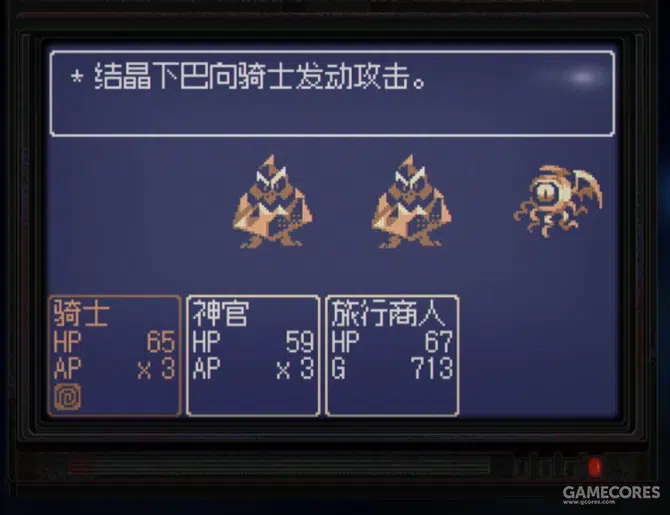 * 结晶下巴向骑士发动攻击。
骑士 神官 旅行商人
HP 65 HP 59 HP 67
AP x 3 AP x 3 G 713
GAMECORES
www.gcores.com